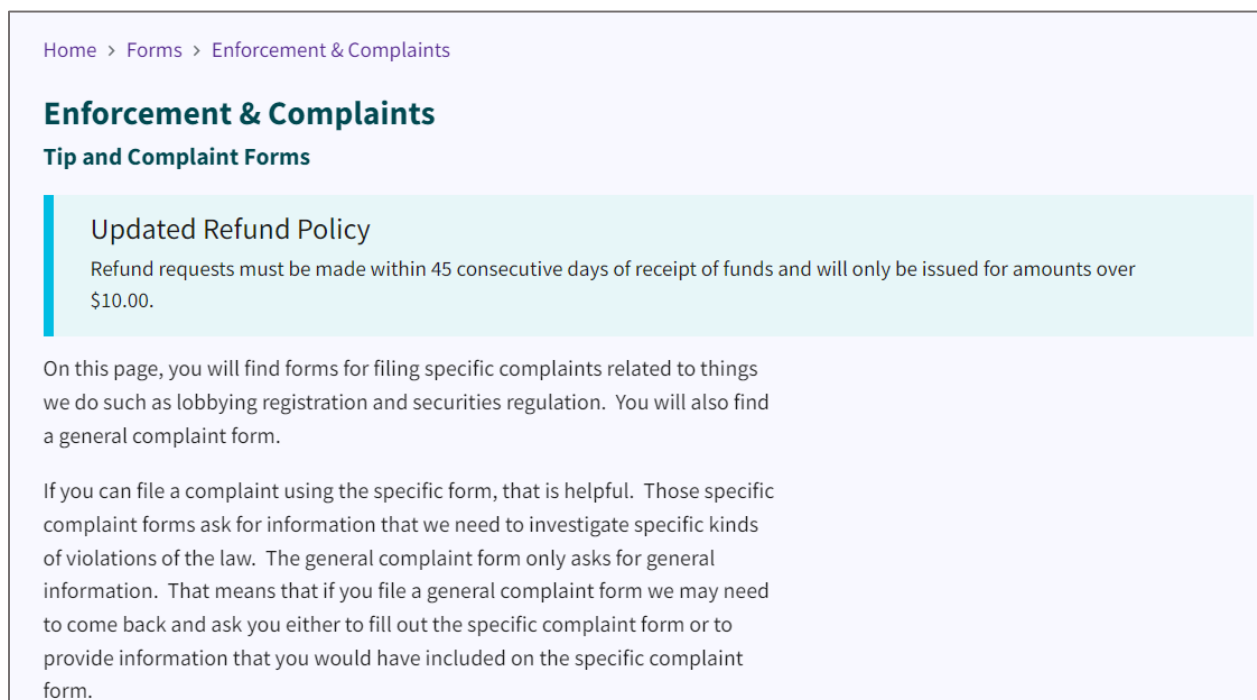 Home > Forms > Enforcement & Complaints
Enforcement & Complaints
Tip and Complaint Forms
Updated Refund Policy
Refund requests must be made within 45 consecutive days of receipt of funds and will only be issued for amounts over
$10.00.
On this page, you will find forms for filing specific complaints related to things
we do such as lobbying registration and securities regulation.  You will also find
a general complaint form.
If you can file a complaint using the specific form, that is helpful.  Those specific
complaint forms ask for information that we need to investigate specific kinds
of violations of the law.  The general complaint form only asks for general
information.  That means that if you file a general complaint form we may need
to come back and ask you either to fill out the specific complaint form or to
provide information that you would have included on the specific complaint
form.